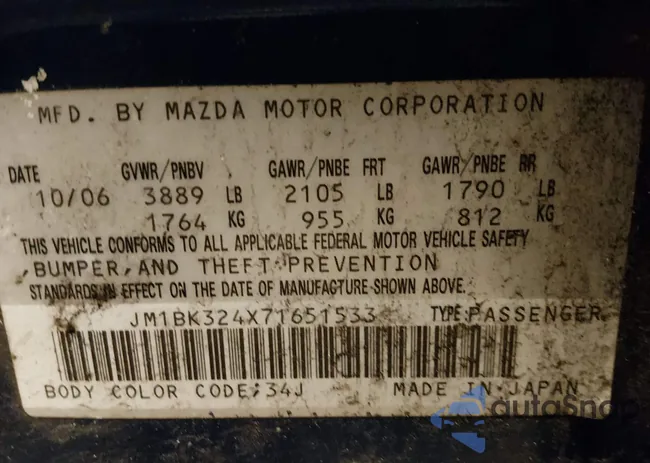 MFD. BY MAZDA MOTOR CORPORATION
DATE GVWR/PNBV GAWR/PNBE FRT GAWR/PNBE RR
10/06 3889 LB 2105 LB 1790 LB
1764 KG 955 KG 812 KG
THIS VEHICLE CONFORMS TO ALL APPLICABLE FEDERAL MOTOR VEHICLE SAFETY
,BUMPER,AND THEFT PREVENTION
STANDARDS IN EFFECT ON THE DATE OF MANUFACTURE SHOWN ABOVE.
JM1BK324X71651533 TYPE:PASSENGER
BODY COLOR CODE:34J MADE IN JAPAN
autoSnap